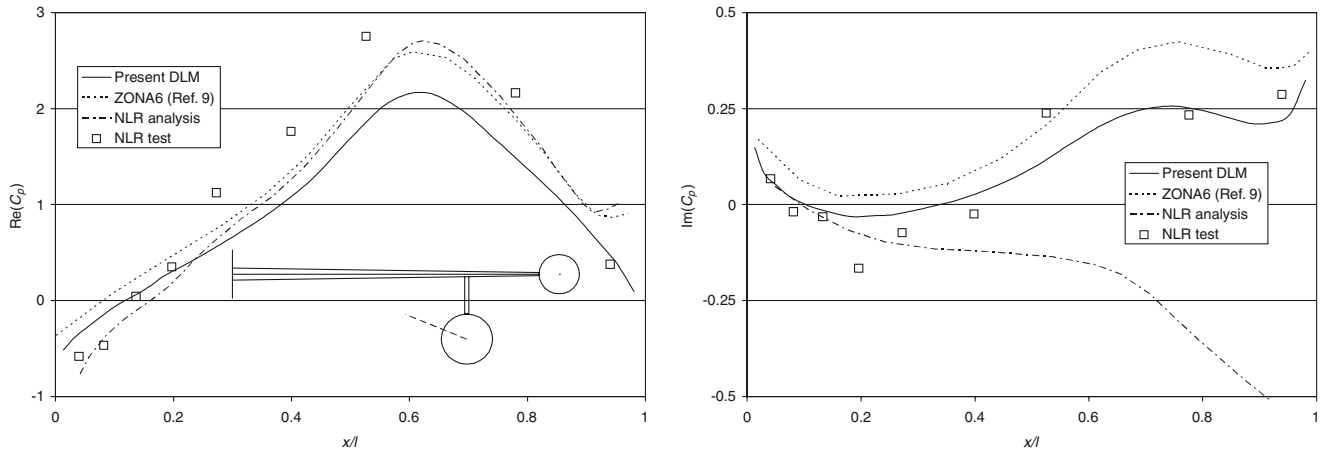 3
2
1
0
-1
Re(Cp)
Present DLM
ZONA6 (Ref. 9)
NLR analysis
NLR test
0 0.2 0.4 0.6 0.8 1
x/l
0.5
0.25
0
-0.25
-0.5
Im(Cp)
Present DLM
ZONA6 (Ref. 9)
NLR analysis
NLR test
0 0.2 0.4 0.6 0.8 1
x/l